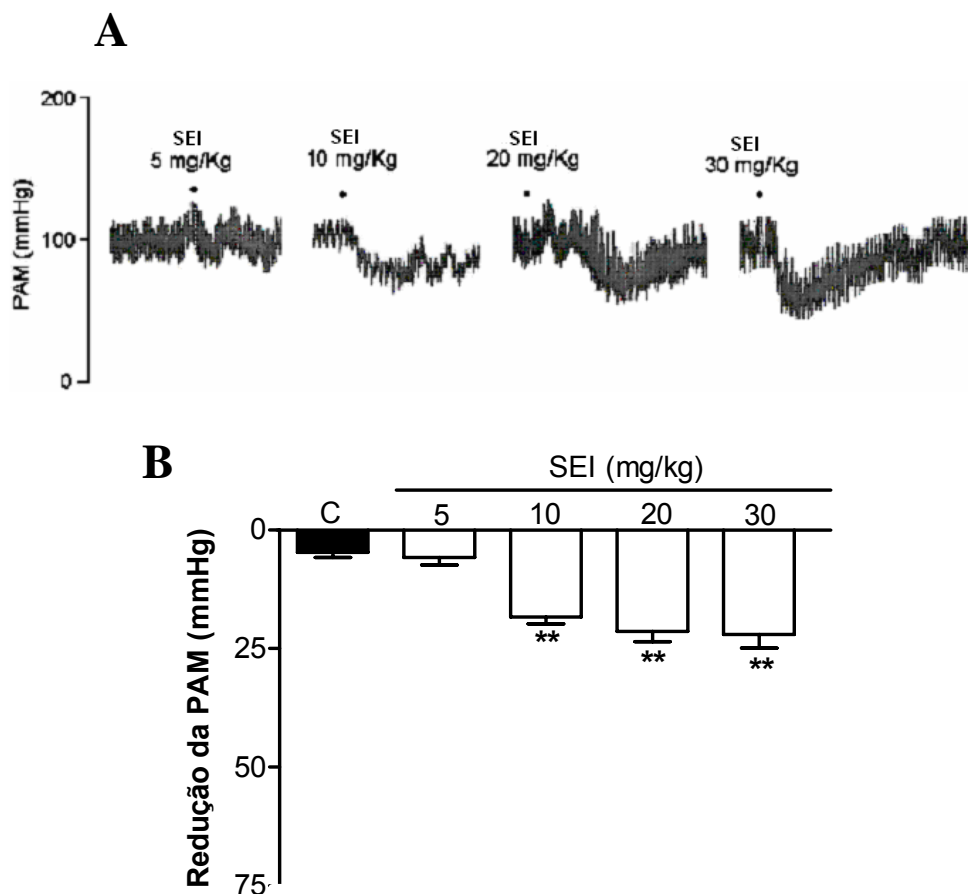 A
200
100
0
PAM (mmHg)
SEI
5 mg/Kg
SEI
10 mg/Kg
SEI
20 mg/Kg
SEI
30 mg/Kg
B
SEI (mg/kg)
C 5 10 20 30
0
25
50
75
Redução da PAM (mmHg)
**
**
**